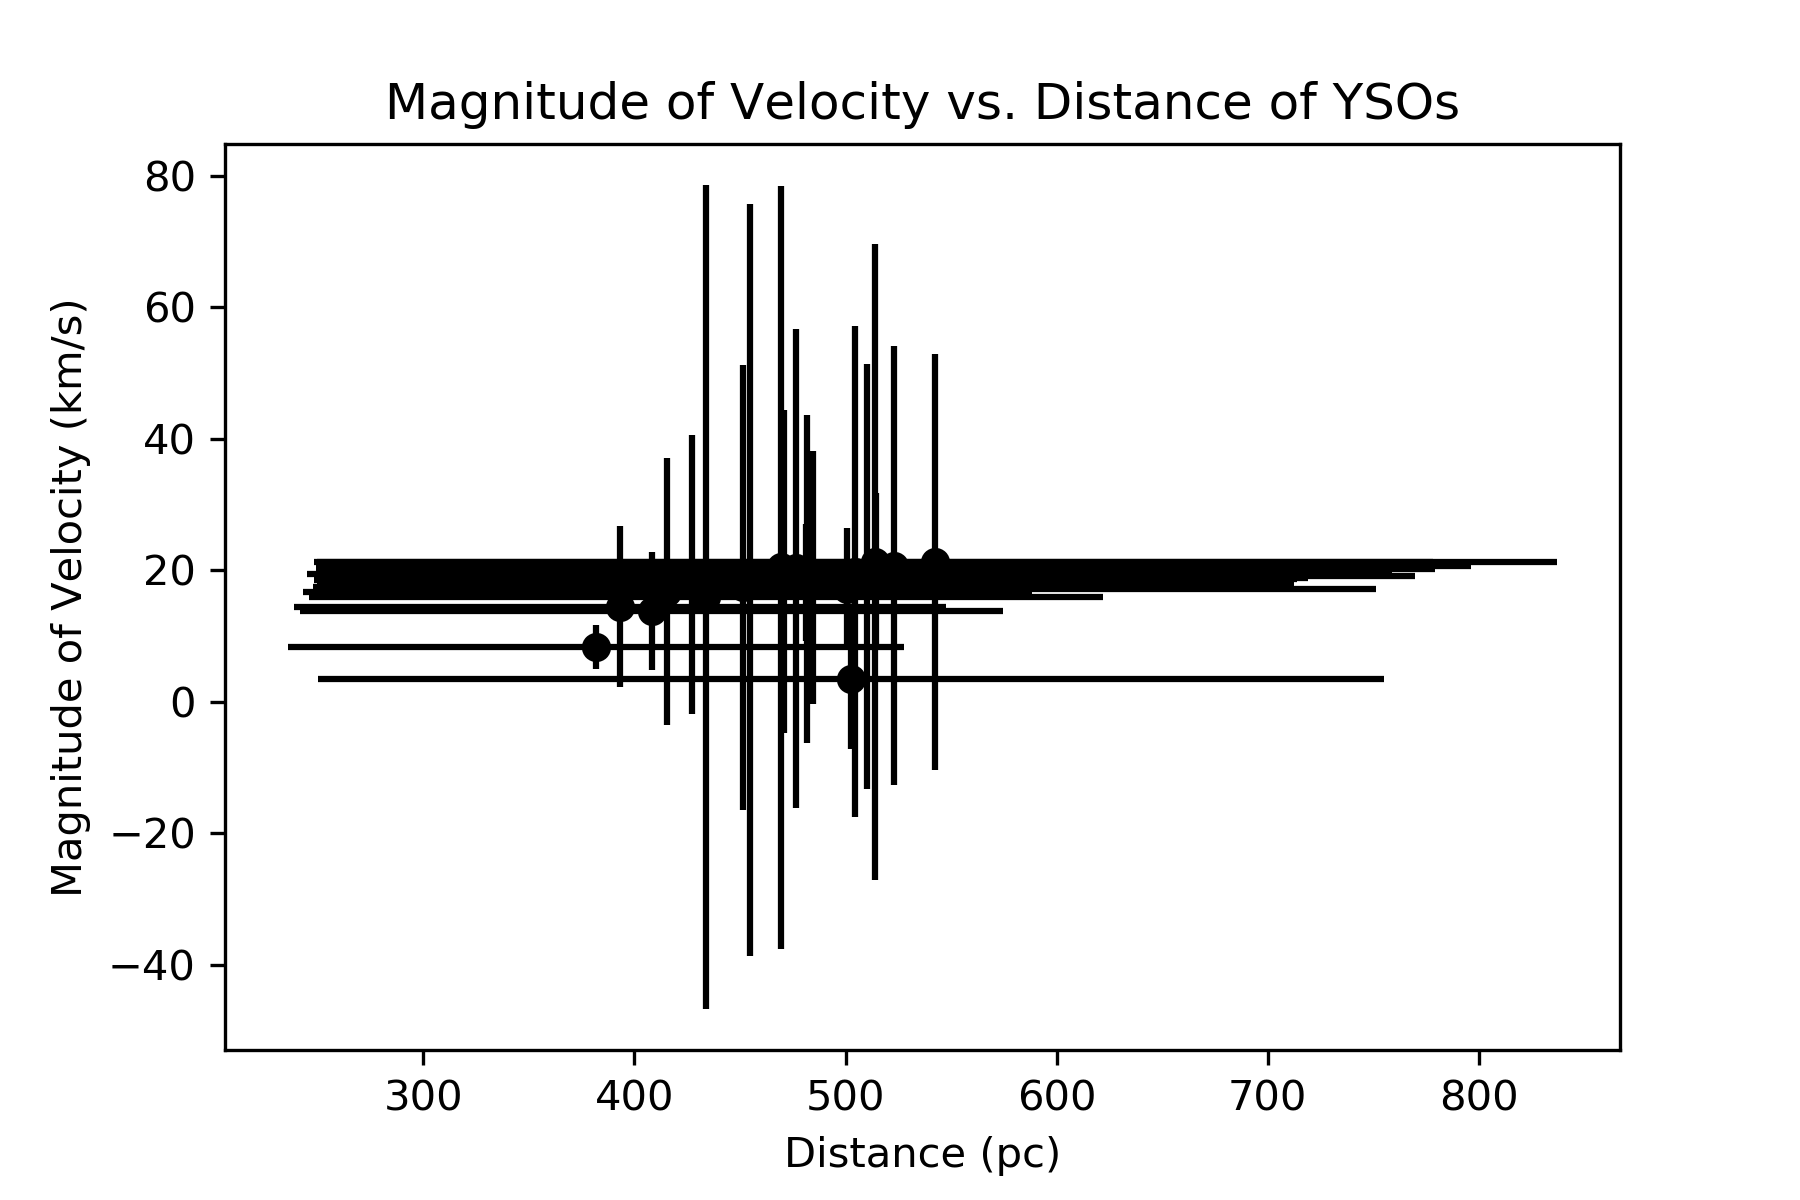 Magnitude of Velocity vs. Distance of YSOs
Magnitude of Velocity (km/s)
80
60
40
20
0
−20
−40
300 400 500 600 700 800
Distance (pc)